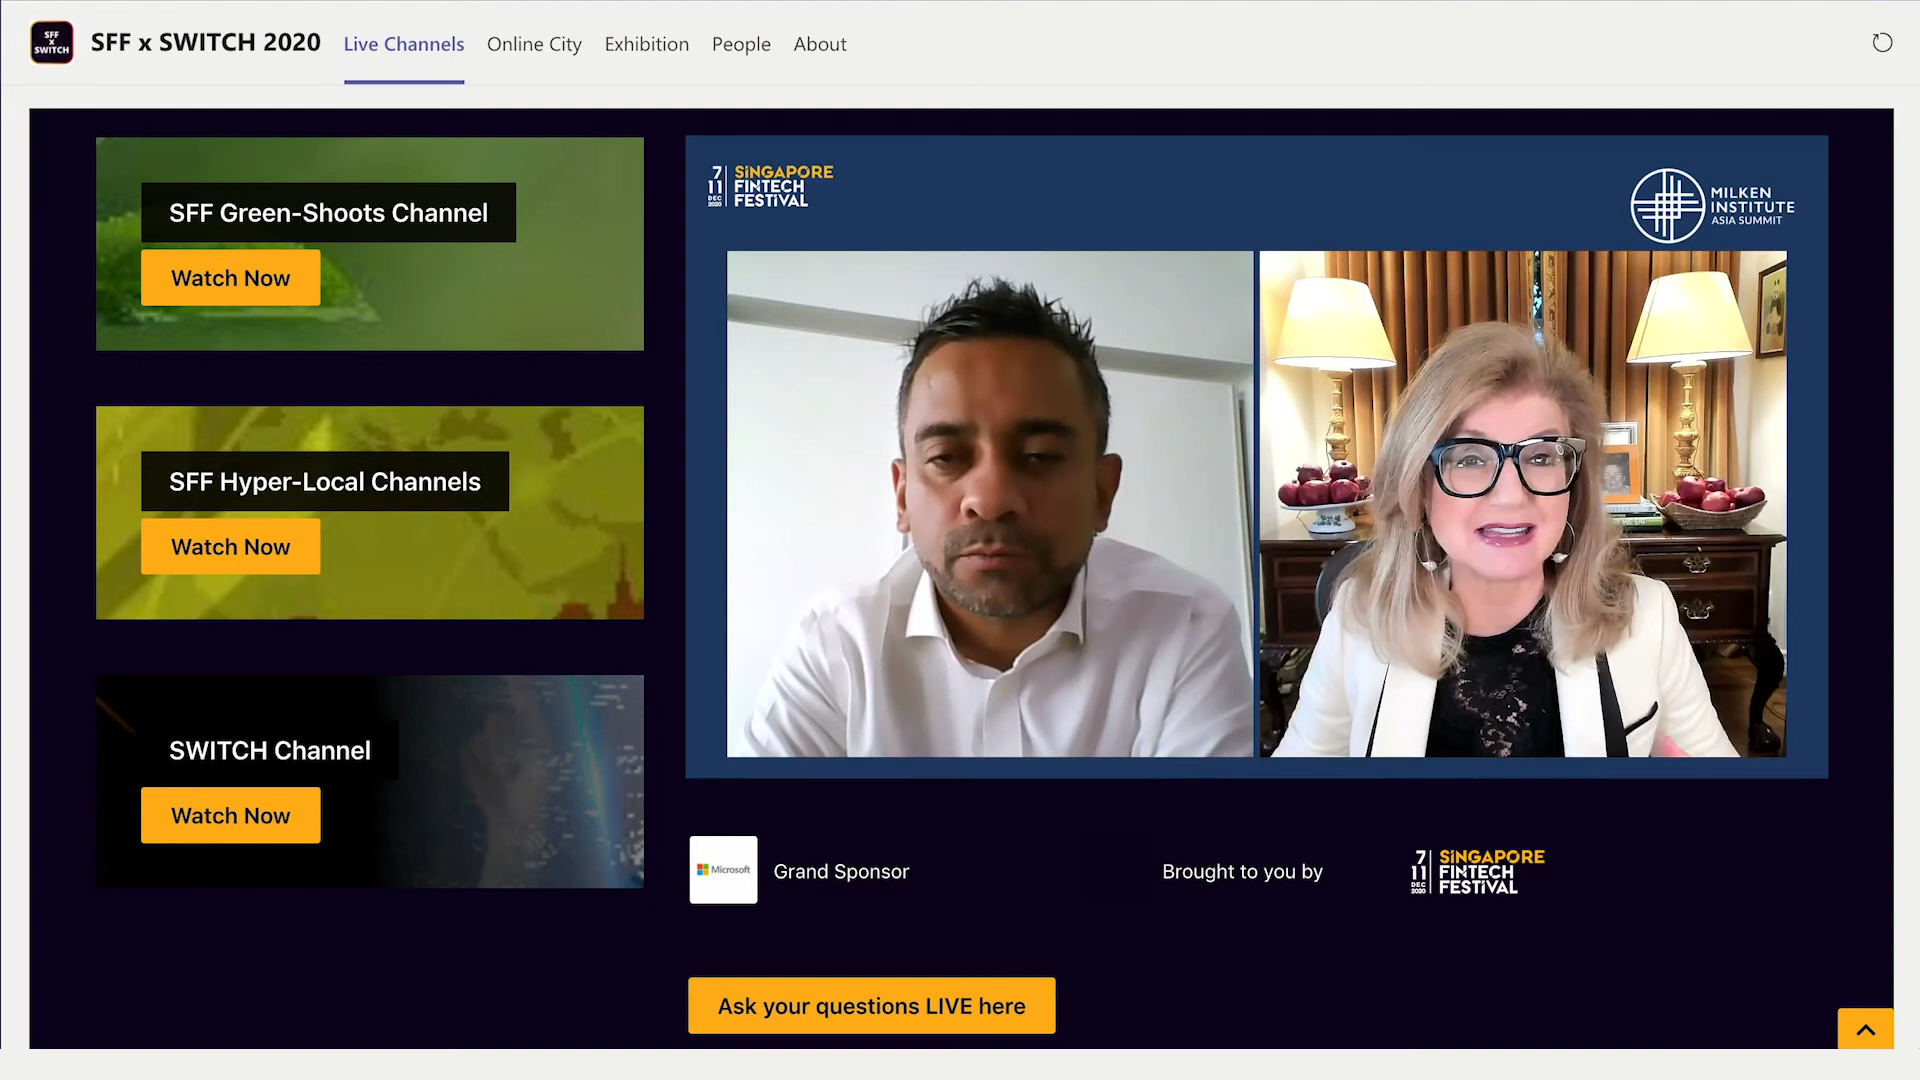 SFF
x
SWITCH
SFF x SWITCH 2020
Live Channels
Online City
Exhibition
People
About
SFF Green-Shoots Channel
Watch Now
SFF Hyper-Local Channels
Watch Now
SWITCH Channel
Watch Now
7
11
DEC
2020
SiNGAPORE
FiNTECH
FESTiVAL
MILKEN
INSTITUTE
ASIA SUMMIT
Microsoft
Grand Sponsor
Brought to you by
7
11
DEC
2020
SiNGAPORE
FiNTECH
FESTiVAL
Ask your questions LIVE here